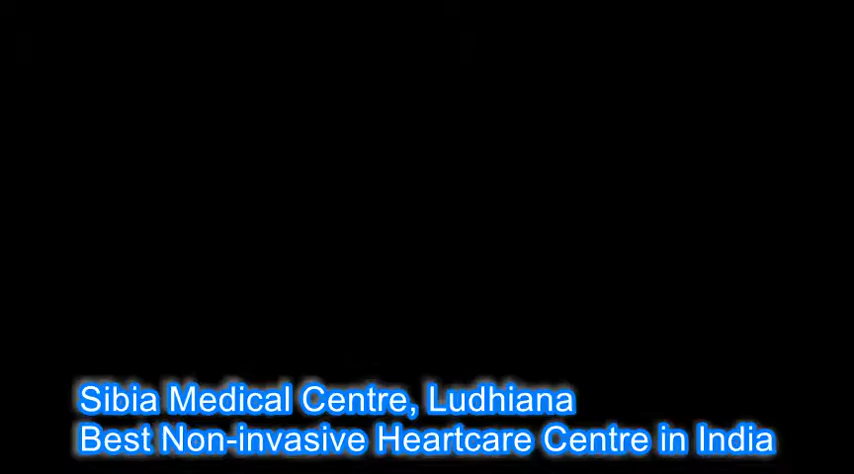 Sibia Medical Centre, Ludhiana
Best Non-invasive Heartcare Centre in India